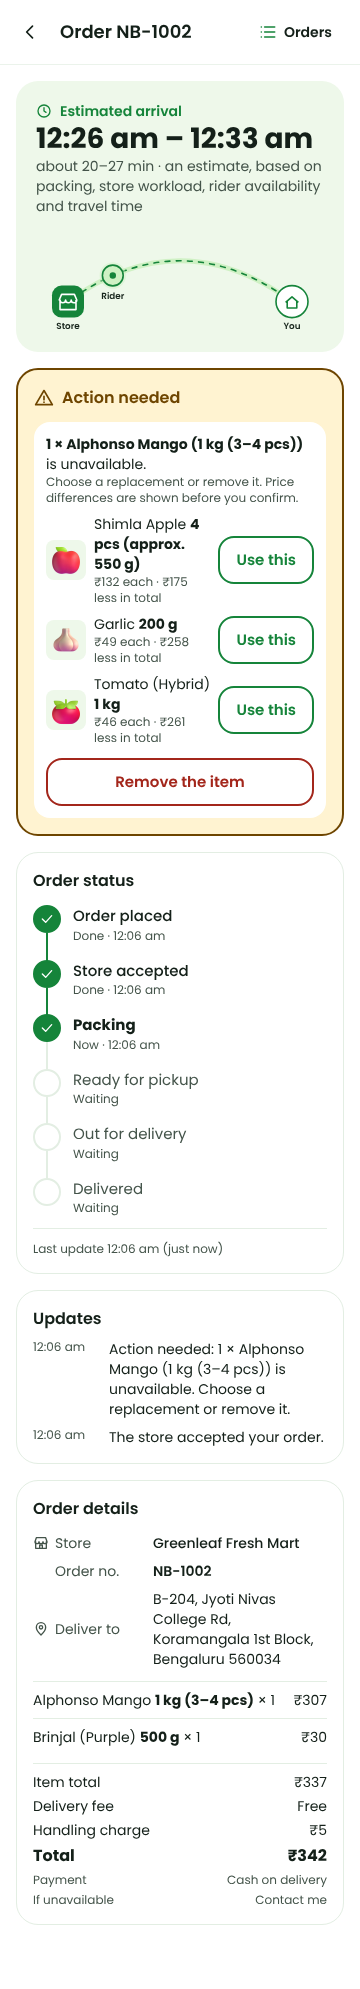 Order NB-1002
Orders
Estimated arrival
12:26 am – 12:33 am
about 20–27 min · an estimate, based on
packing, store workload, rider availability
and travel time
Rider
Store
You
Action needed
1 × Alphonso Mango (1 kg (3–4 pcs))
is unavailable.
Choose a replacement or remove it. Price
differences are shown before you confirm.
Shimla Apple 4
pcs (approx.
550 g)
₹132 each · ₹175
less in total
Use this
Garlic 200 g
₹49 each · ₹258
less in total
Use this
Tomato (Hybrid)
1 kg
₹46 each · ₹261
less in total
Use this
Remove the item
Order status
Order placed
Done · 12:06 am
Store accepted
Done · 12:06 am
Packing
Now · 12:06 am
Ready for pickup
Waiting
Out for delivery
Waiting
Delivered
Waiting
Last update 12:06 am (just now)
Updates
12:06 am Action needed: 1 × Alphonso
Mango (1 kg (3–4 pcs)) is
unavailable. Choose a
replacement or remove it.
12:06 am The store accepted your order.
Order details
Store Greenleaf Fresh Mart
Order no. NB-1002
Deliver to B-204, Jyoti Nivas
College Rd,
Koramangala 1st Block,
Bengaluru 560034
Alphonso Mango 1 kg (3–4 pcs) × 1 ₹307
Brinjal (Purple) 500 g × 1 ₹30
Item total ₹337
Delivery fee Free
Handling charge ₹5
Total ₹342
Payment Cash on delivery
If unavailable Contact me